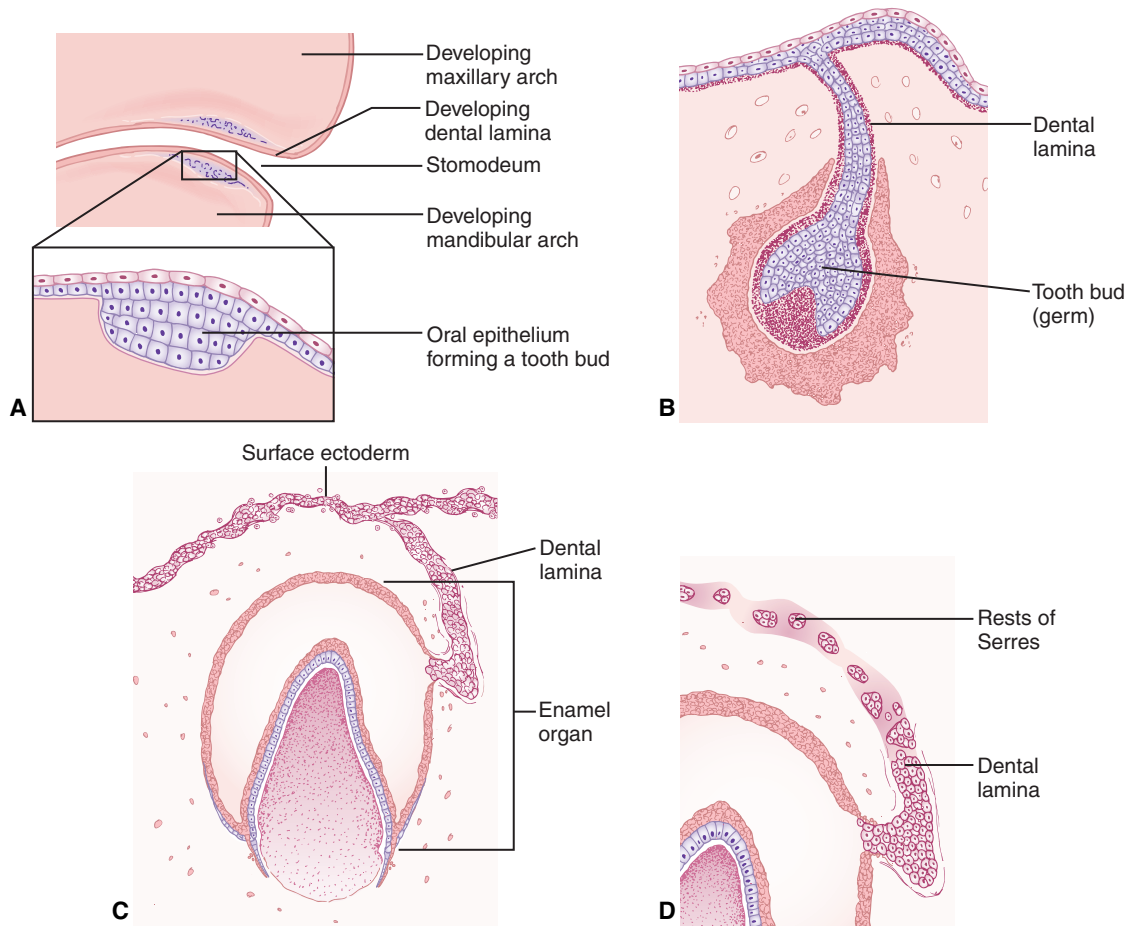 Developing
maxillary arch
Developing
dental lamina
Stomodeum
Developing
mandibular arch
Oral epithelium
forming a tooth bud
A
Dental
lamina
Tooth bud
(germ)
B
Surface ectoderm
Dental
lamina
Enamel
organ
C
Rests of
Serres
Dental
lamina
D